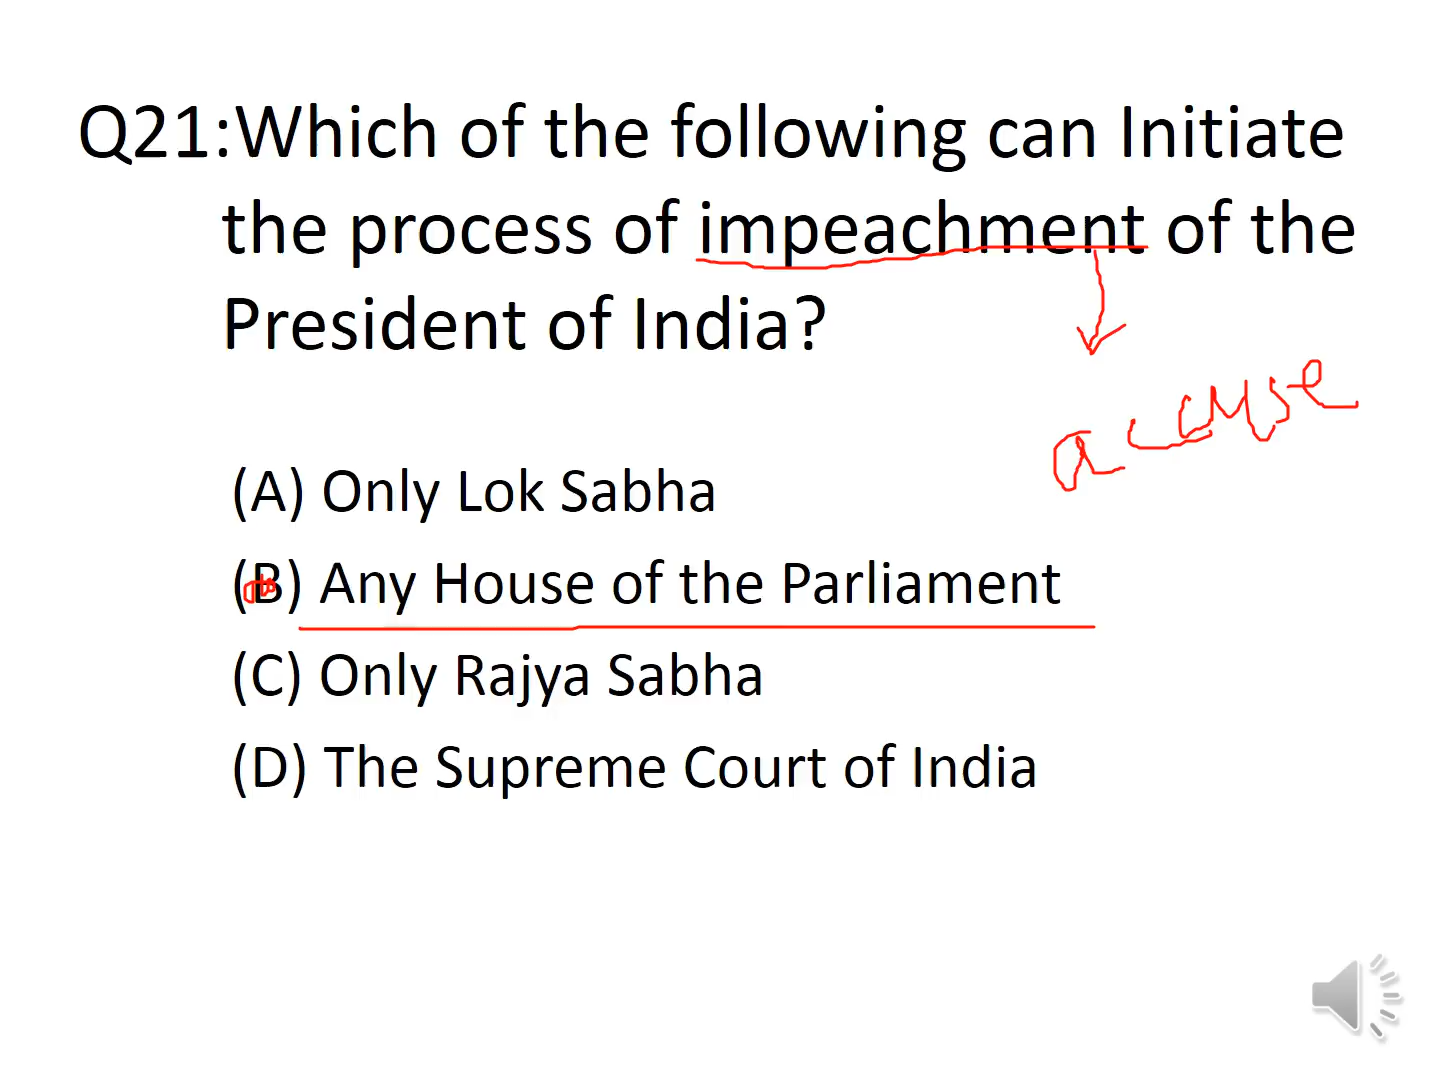 Q21:Which of the following can Initiate
the process of impeachment of the
President of India?
accuse
(A) Only Lok Sabha
(B) Any House of the Parliament
(C) Only Rajya Sabha
(D) The Supreme Court of India